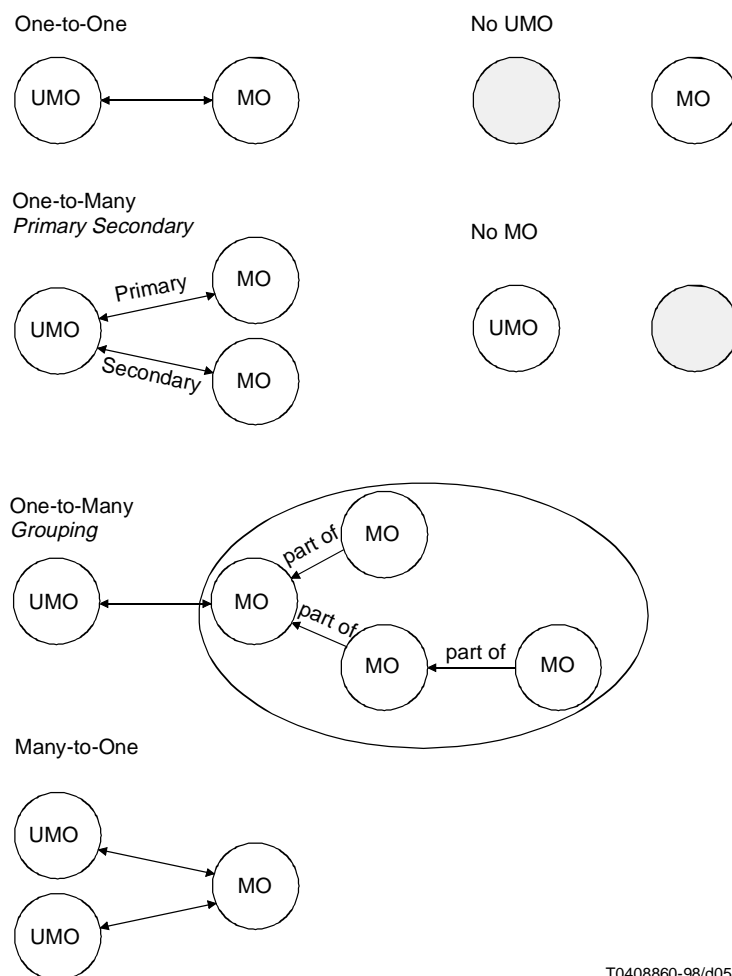 One-to-One
No UMO
UMO
MO
MO
One-to-Many
Primary Secondary
No MO
MO
Primary
UMO
UMO
Secondary
MO
One-to-Many
Grouping
MO
part of
UMO
MO
part of
MO
part of
MO
Many-to-One
UMO
MO
UMO
T0408860-98/d05